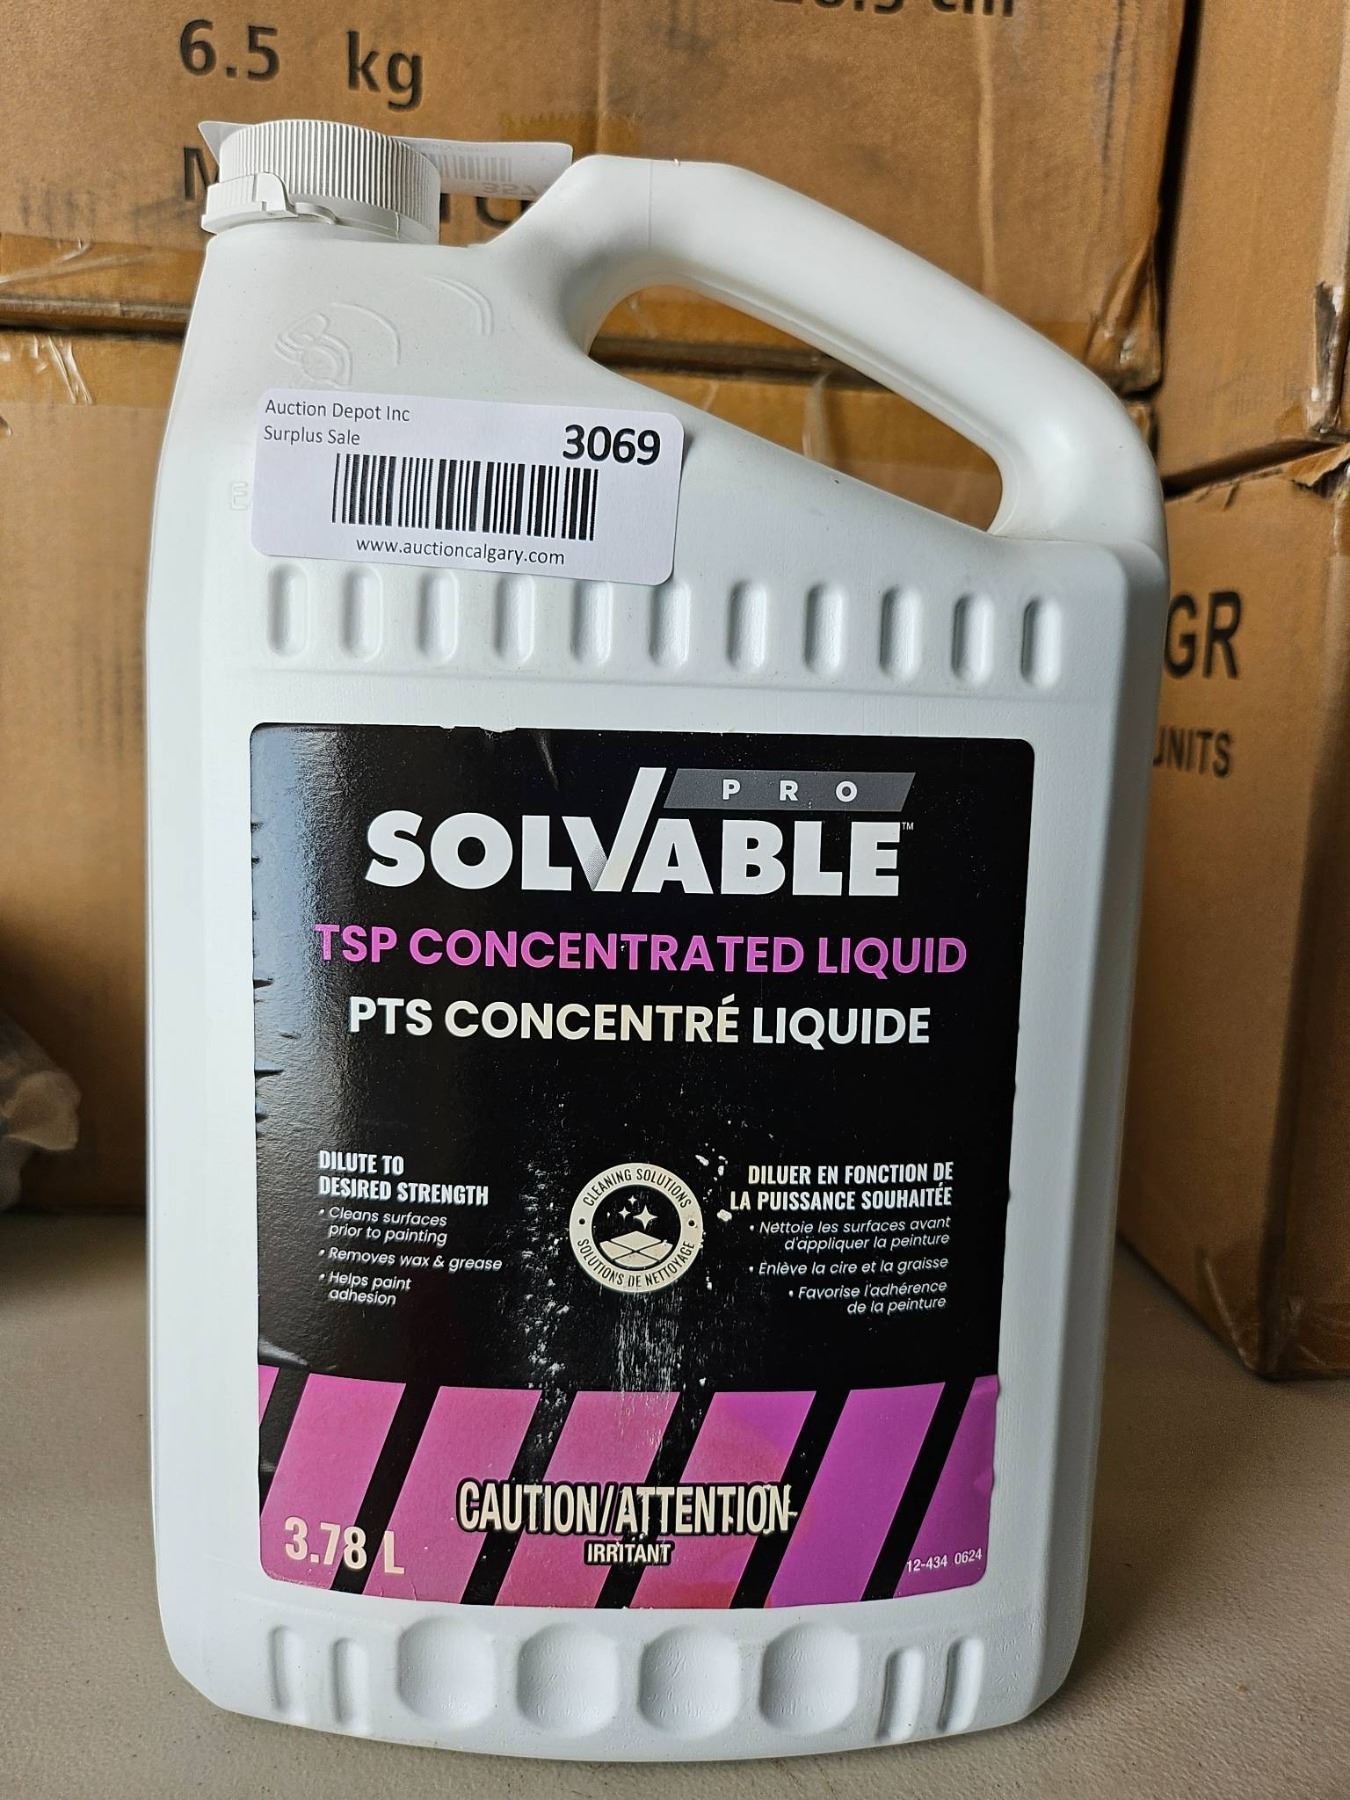 6.5 kg
cm
Auction Depot Inc
Surplus Sale
3069
www.auctioncalgary.com
GR
UNITS
PRO
SOLVABLE™
TSP CONCENTRATED LIQUID
PTS CONCENTRÉ LIQUIDE
DILUTE TO
DESIRED STRENGTH
• Cleans surfaces
prior to painting
• Removes wax & grease
• Helps paint
adhesion
CLEANING SOLUTIONS
SOLUTIONS DE NETTOYAGE
DILUER EN FONCTION DE
LA PUISSANCE SOUHAITÉE
• Nettoie les surfaces avant
d'appliquer la peinture
• Enlève la cire et la graisse
• Favorise l'adhérence
de la peinture
CAUTION/ATTENTION
IRRITANT
3.78 L
12-434 0624